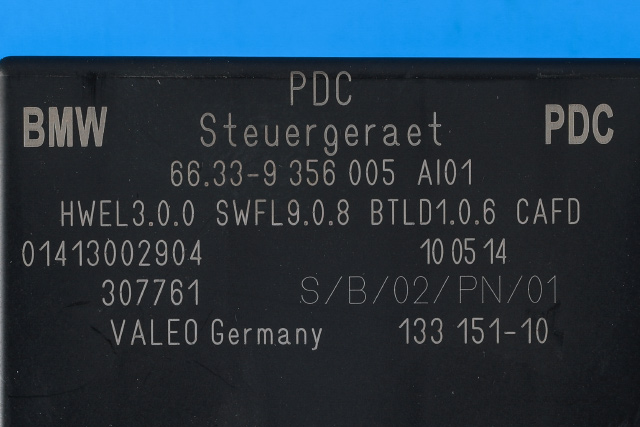 PDC
BMW Steuergeraet PDC
66.33-9 356 005 AI01
HWEL3.0.0 SWFL9.0.8 BTLD1.0.6 CAFD
01413002904 10 05 14
307761 S/B/02/PN/01
VALEO Germany 133 151-10